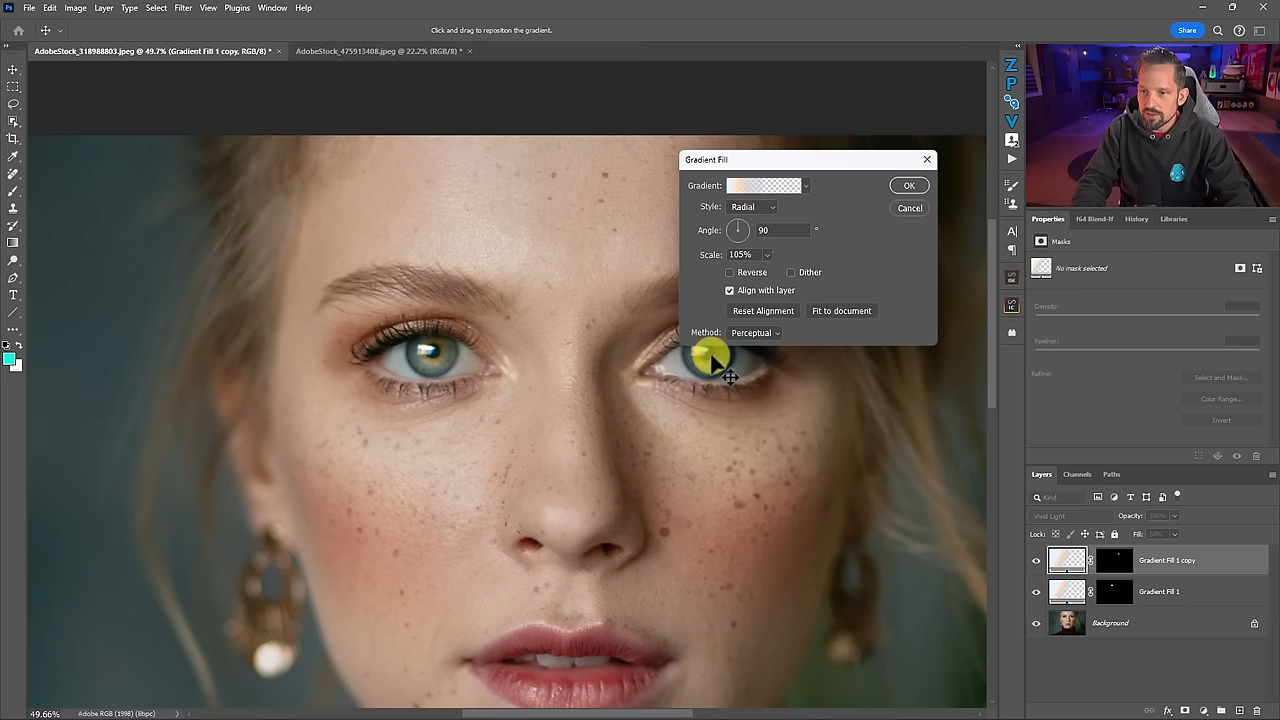 Ps File Edit Image Layer Type Select Filter View Plugins Window Help
Click and drag to reposition the gradient.
Share
AdobeStock_318988803.jpeg @ 49.7% (Gradient Fill 1 copy, RGB/8) * ×
AdobeStock_475913408.jpeg @ 22.2% (RGB/8) * ×
Gradient Fill
Gradient:
OK
Style: Radial
Cancel
Angle: 90 °
Scale: 105%
Reverse Dither
Align with layer
Reset Alignment Fit to document
Method: Perceptual
Properties f64 Blend-If History Libraries
Masks
No mask selected
Density:
Feather:
Refine: Select and Mask...
Color Range...
Invert
Layers Channels Paths
Kind
Vivid Light Opacity: 100%
Lock: Fill:
Gradient Fill 1 copy
Gradient Fill 1
Background
49.66% Adobe RGB (1998) (8bpc)